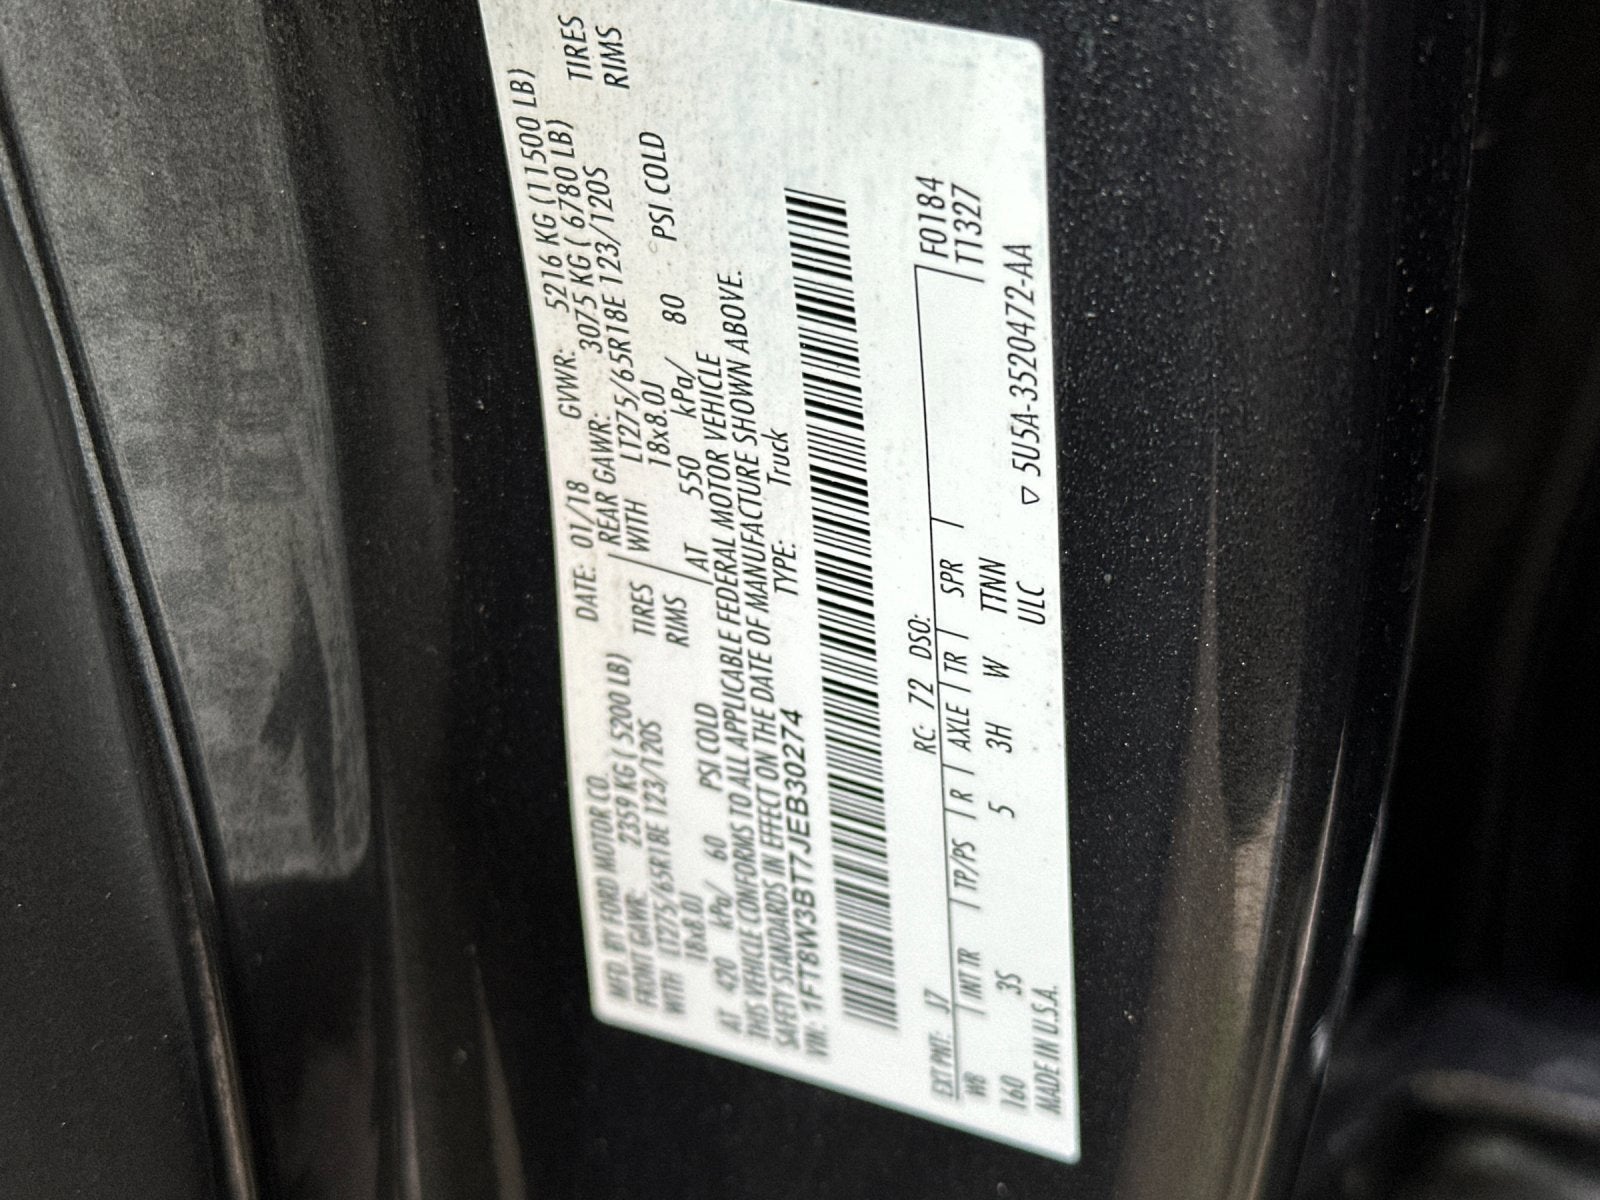 MFD. BY FORD MOTOR CO. DATE: 01/18 GVWR: 5216 KG (11500 LB)
FRONT GAWR: 2359 KG ( 5200 LB) REAR GAWR: 3075 KG ( 6780 LB)
WITH LT275/65R18E 123/120S TIRES WITH LT275/65R18E 123/120S TIRES
18x8.0J RIMS 18x8.0J RIMS
AT 420 kPa/ 60 PSI COLD AT 550 kPa/ 80 PSI COLD
THIS VEHICLE CONFORMS TO ALL APPLICABLE FEDERAL MOTOR VEHICLE
SAFETY STANDARDS IN EFFECT ON THE DATE OF MANUFACTURE SHOWN ABOVE.
VIN: 1FT8W3BT7JEB30274 TYPE: Truck
EXT PNT: J7 RC: 72 DSO: F0184
WB INT TR TP/PS R AXLE TR SPR T1327
160 3S 5 3H W TTNN
MADE IN U.S.A. ULC ▽ 5U5A-3520472-AA